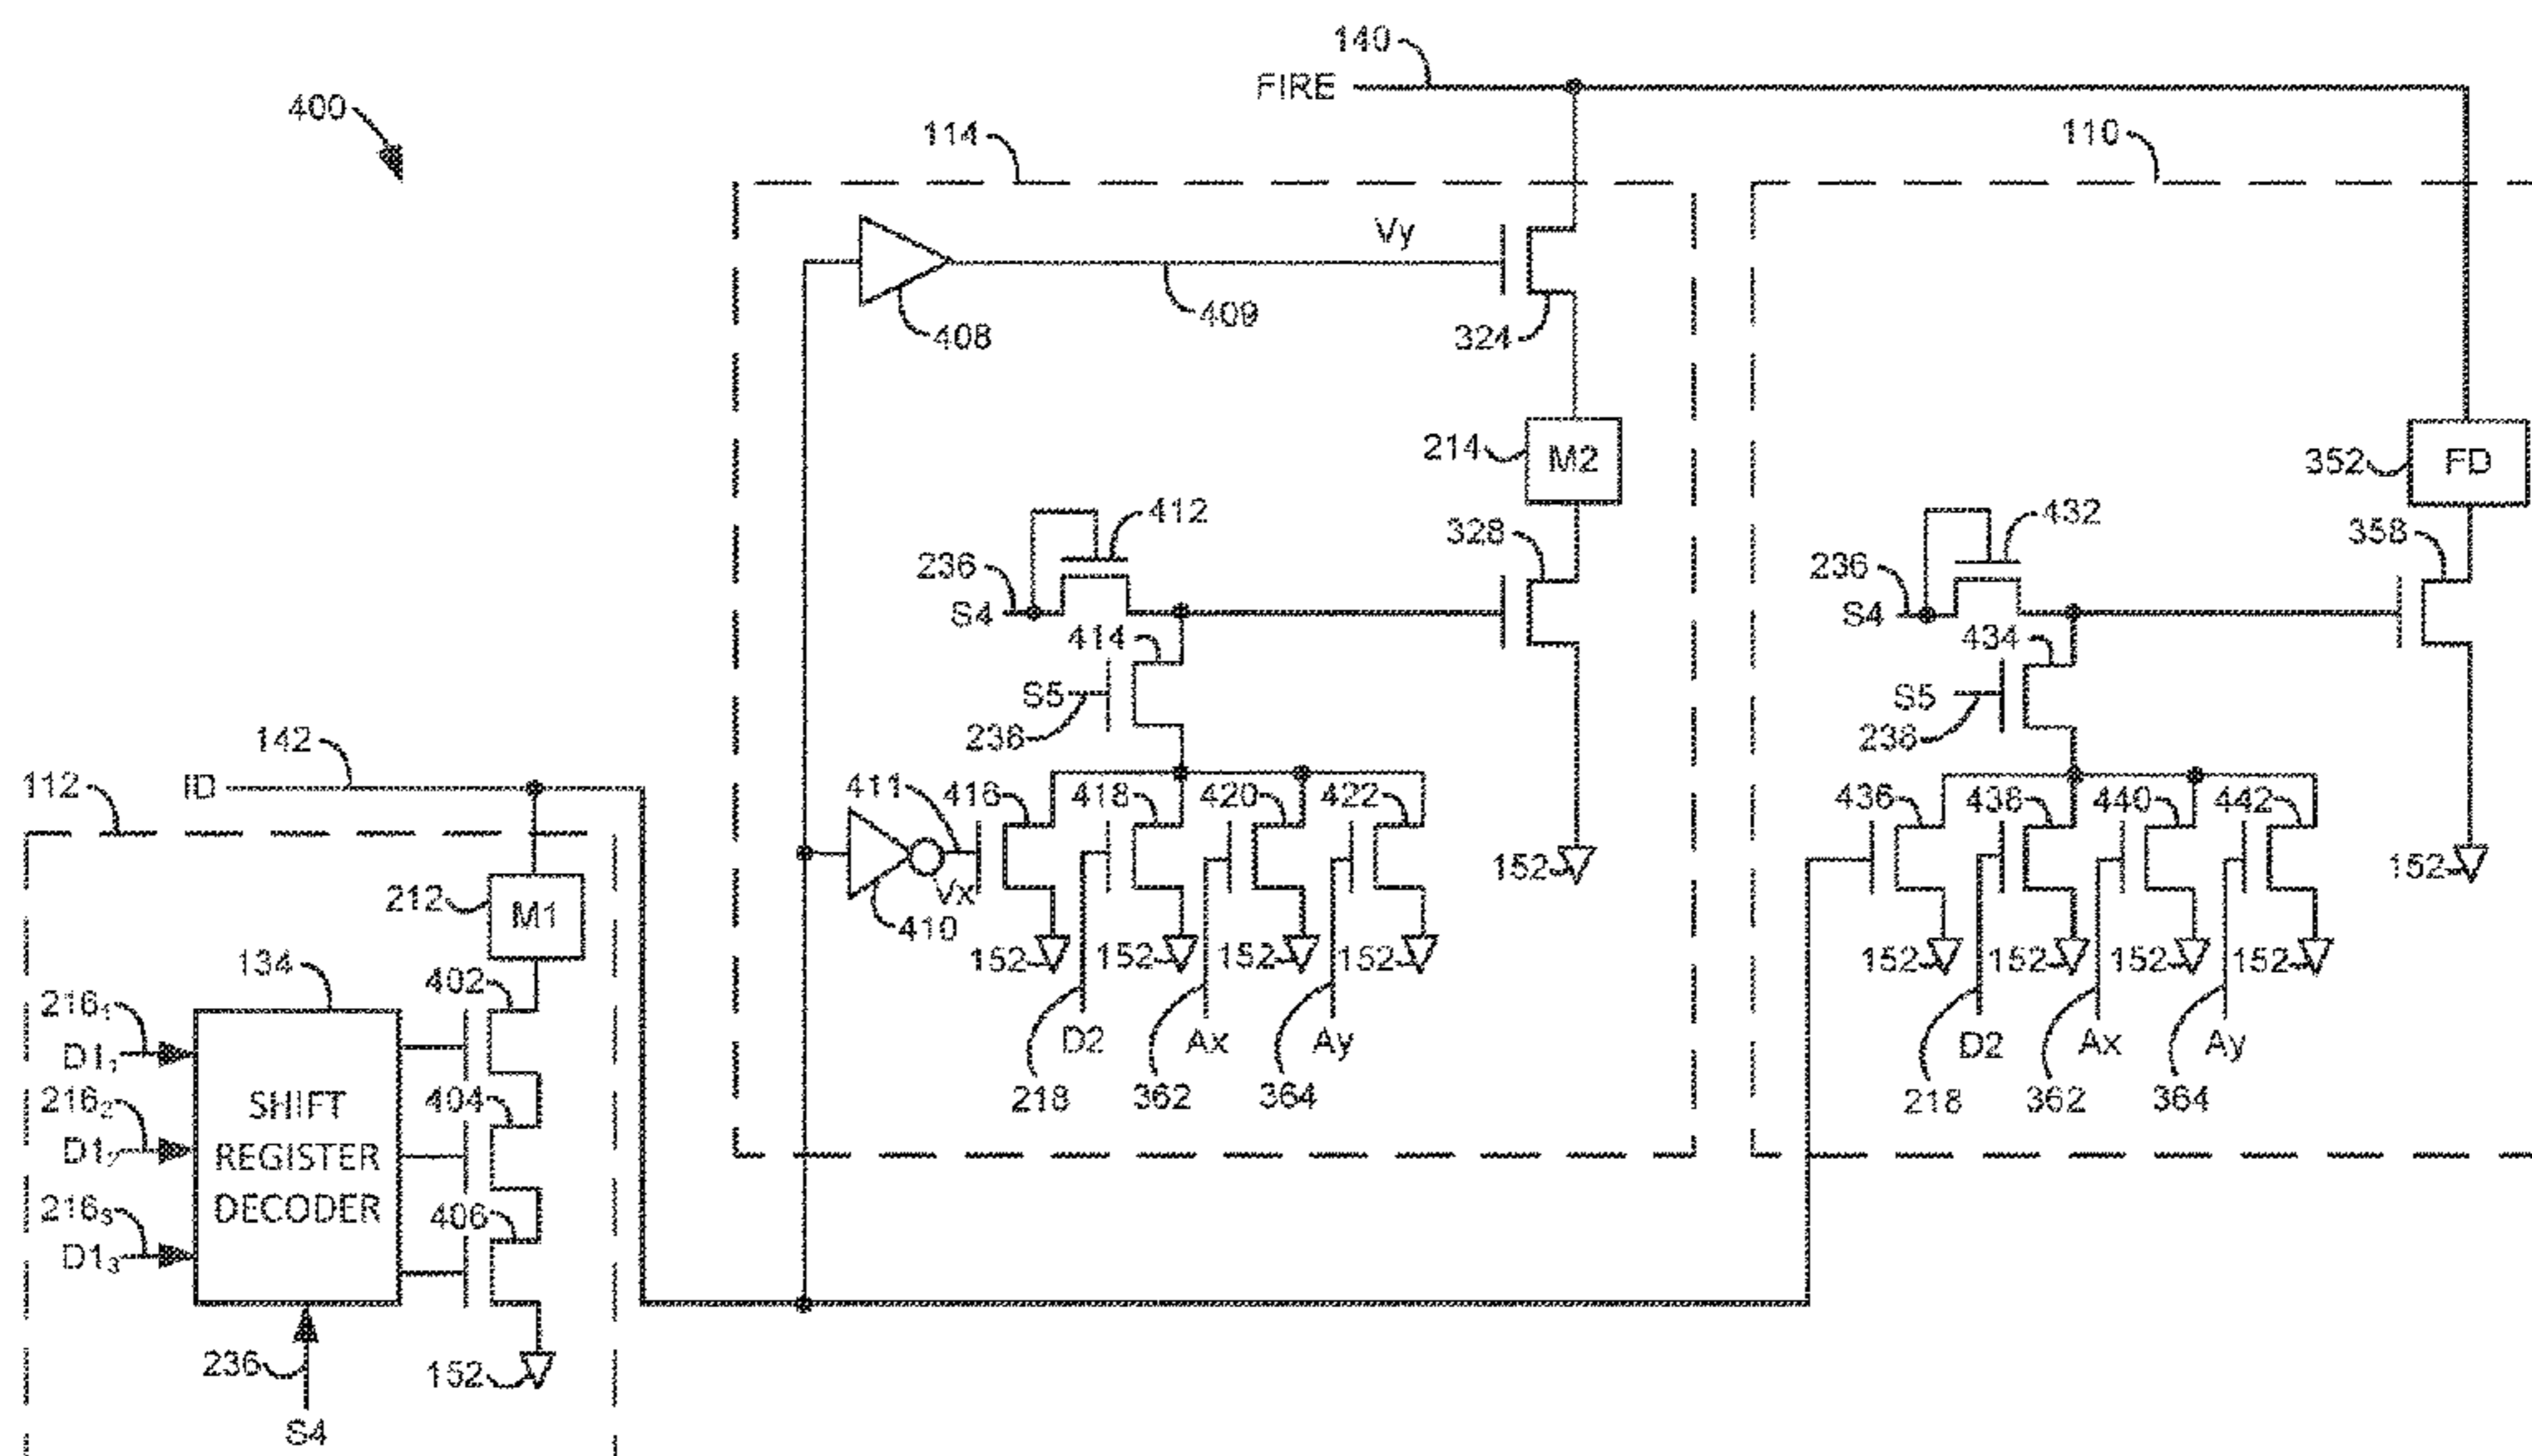 140
FIRE
400
114
110
Vy
408
409
324
214
M2
352
FD
412
328
432
358
236
S4
236
S4
414
434
S5
236
S5
236
142
ID
112
411
416
418
420
422
436
438
440
442
Vx
410
152
152
212
M1
152
152
152
152
152
152
152
152
134
402
216₁
D1₁
216₂
D1₂
216₃
D1₃
SHIFT
REGISTER
DECODER
404
406
D2
Ax
Ay
D2
Ax
Ay
218
362
364
218
362
364
236
152
S4